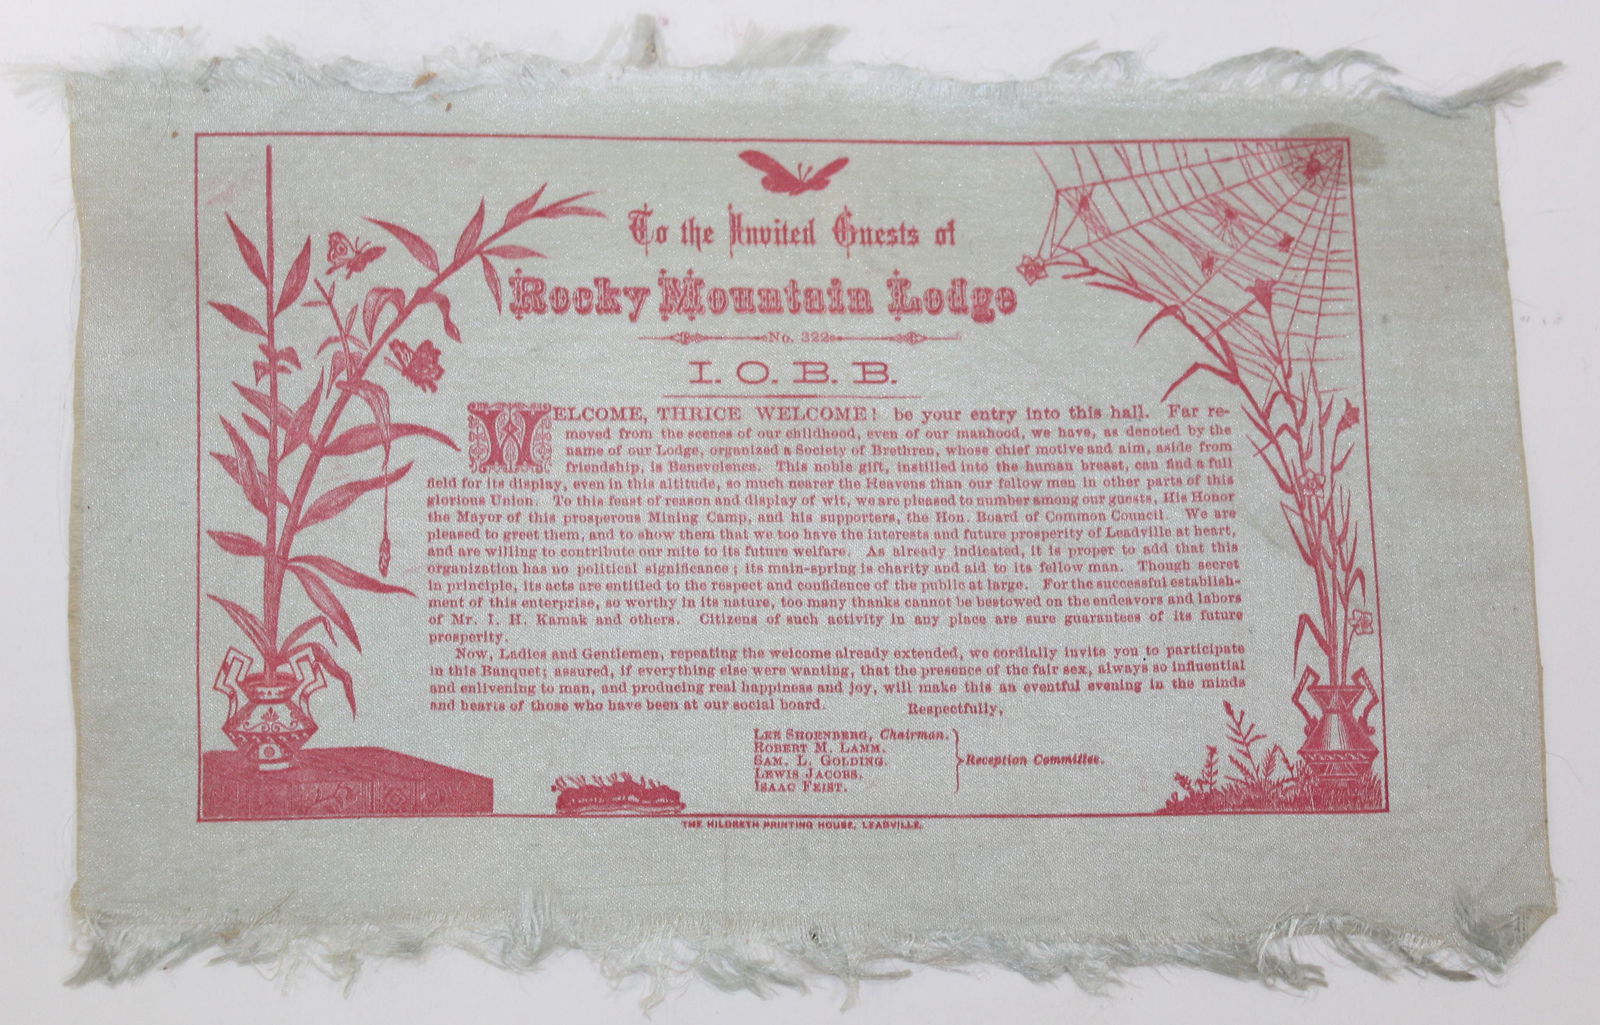 To the Invited Guests of
Rocky Mountain Lodge
No. 322
I. O. B. B.
WELCOME, THRICE WELCOME! be your entry into this hall. Far re-
moved from the scenes of our childhood, even of our manhood, we have, as denoted by the
name of our Lodge, organized a Society of Brethren, whose chief motive and aim, aside from
friendship, is Benevolence. This noble gift, instilled into the human breast, can find a full
field for its display, even in this altitude, so much nearer the Heavens than our fellow men in other parts of this
glorious Union. To this feast of reason and display of wit, we are pleased to number among our guests, His Honor
the Mayor of this prosperous Mining Camp, and his supporters, the Hon. Board of Common Council. We are
pleased to greet them, and to show them that we too have the interests and future prosperity of Leadville at heart,
and are willing to contribute our mite to its future welfare. As already indicated, it is proper to add that this
organization has no political significance; its main-spring is charity and aid to its fellow man. Though secret
in principle, its acts are entitled to the respect and confidence of the public at large. For the successful establish-
ment of this enterprise, so worthy in its nature, too many thanks cannot be bestowed on the endeavors and labors
of Mr. I. H. Kamak and others. Citizens of such activity in any place are sure guarantees of its future
prosperity.
Now, Ladies and Gentlemen, repeating the welcome already extended, we cordially invite you to participate
in this Banquet; assured, if everything else were wanting, that the presence of the fair sex, always so influential
and enlivening to man, and producing real happiness and joy, will make this an eventful evening in the minds
and hearts of those who have been at our social board. Respectfully,
LEE SHOENBERG, Chairman.
ROBERT M. LAMM.
SAM. L. GOLDING.
LEWIS JACOBS.
ISAAC FEIST.
Reception Committee.
THE HILDRETH PRINTING HOUSE, LEADVILLE.